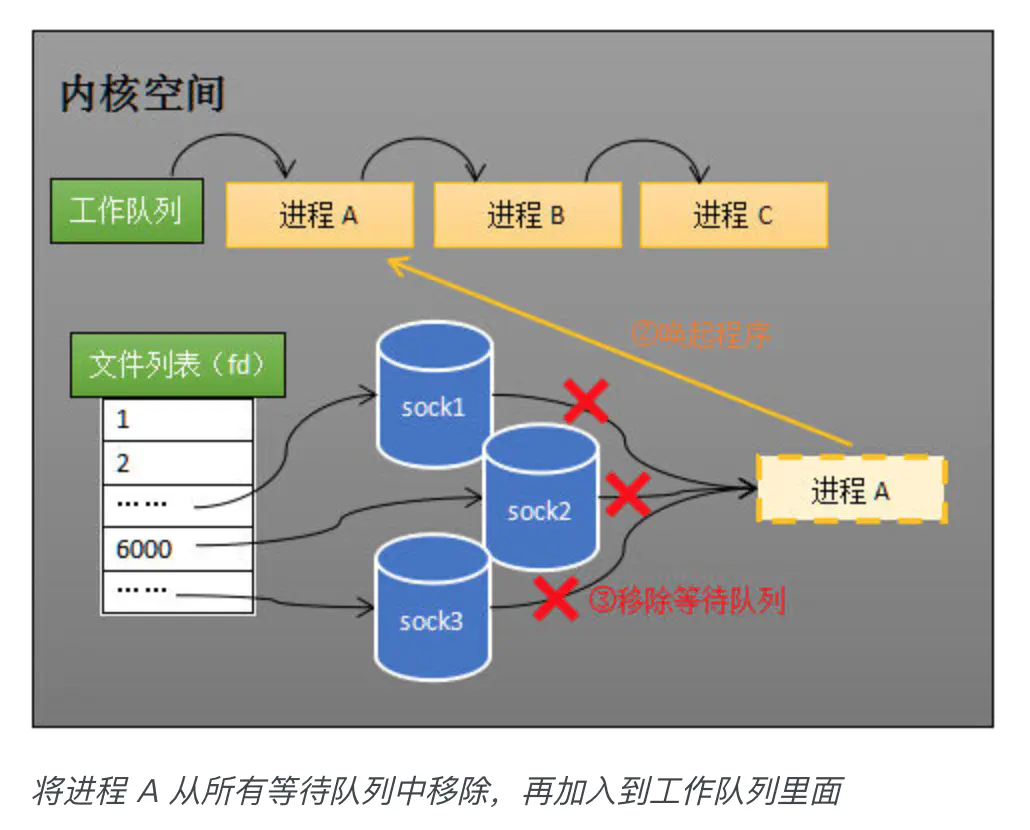 内核空间
工作队列
进程 A
进程 B
进程 C
②唤起程序
文件列表（fd）
1
2
……
6000
……
sock1
sock2
sock3
进程 A
③移除等待队列
将进程 A 从所有等待队列中移除，再加入到工作队列里面